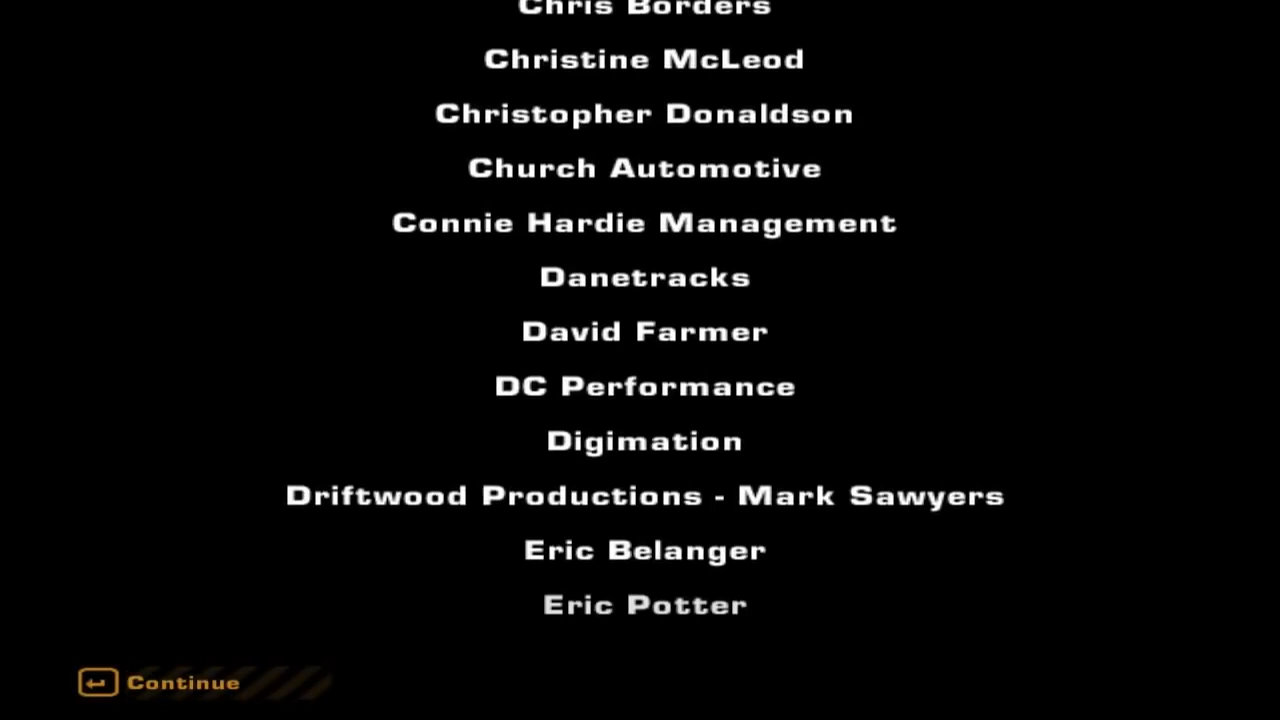 Chris Borders
Christine McLeod
Christopher Donaldson
Church Automotive
Connie Hardie Management
Danetracks
David Farmer
DC Performance
Digimation
Driftwood Productions - Mark Sawyers
Eric Belanger
Eric Potter
Continue